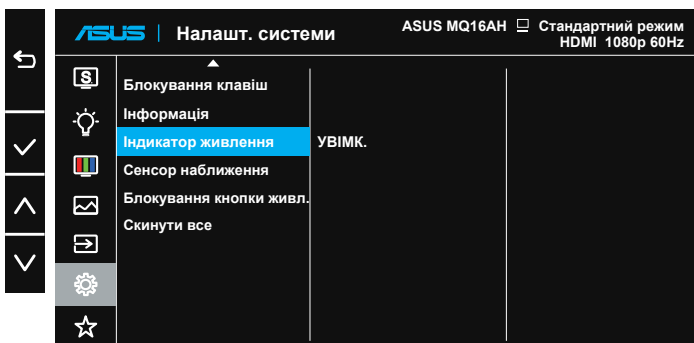 ASUS | Налашт. системи
ASUS MQ16AH Стандартний режим
HDMI 1080p 60Hz
S
Блокування клавіш
Інформація
Індикатор живлення УВІМК.
Сенсор наближення
Блокування кнопки живл.
Скинути все